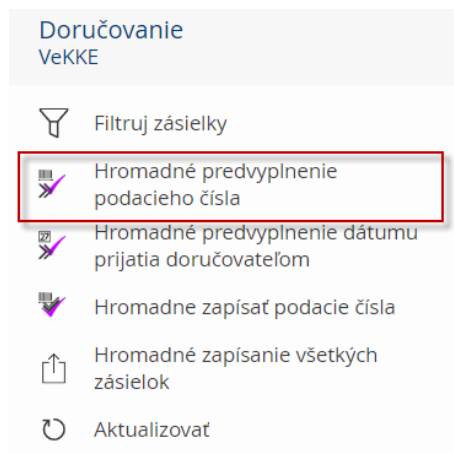 Doručovanie
VeKKE
Filtruj zásielky
Hromadné predvyplnenie
podacieho čísla
27
Hromadné predvyplnenie dátumu
prijatia doručovateľom
Hromadne zapísať podacie čísla
Hromadné zapísanie všetkých
zásielok
Aktualizovať